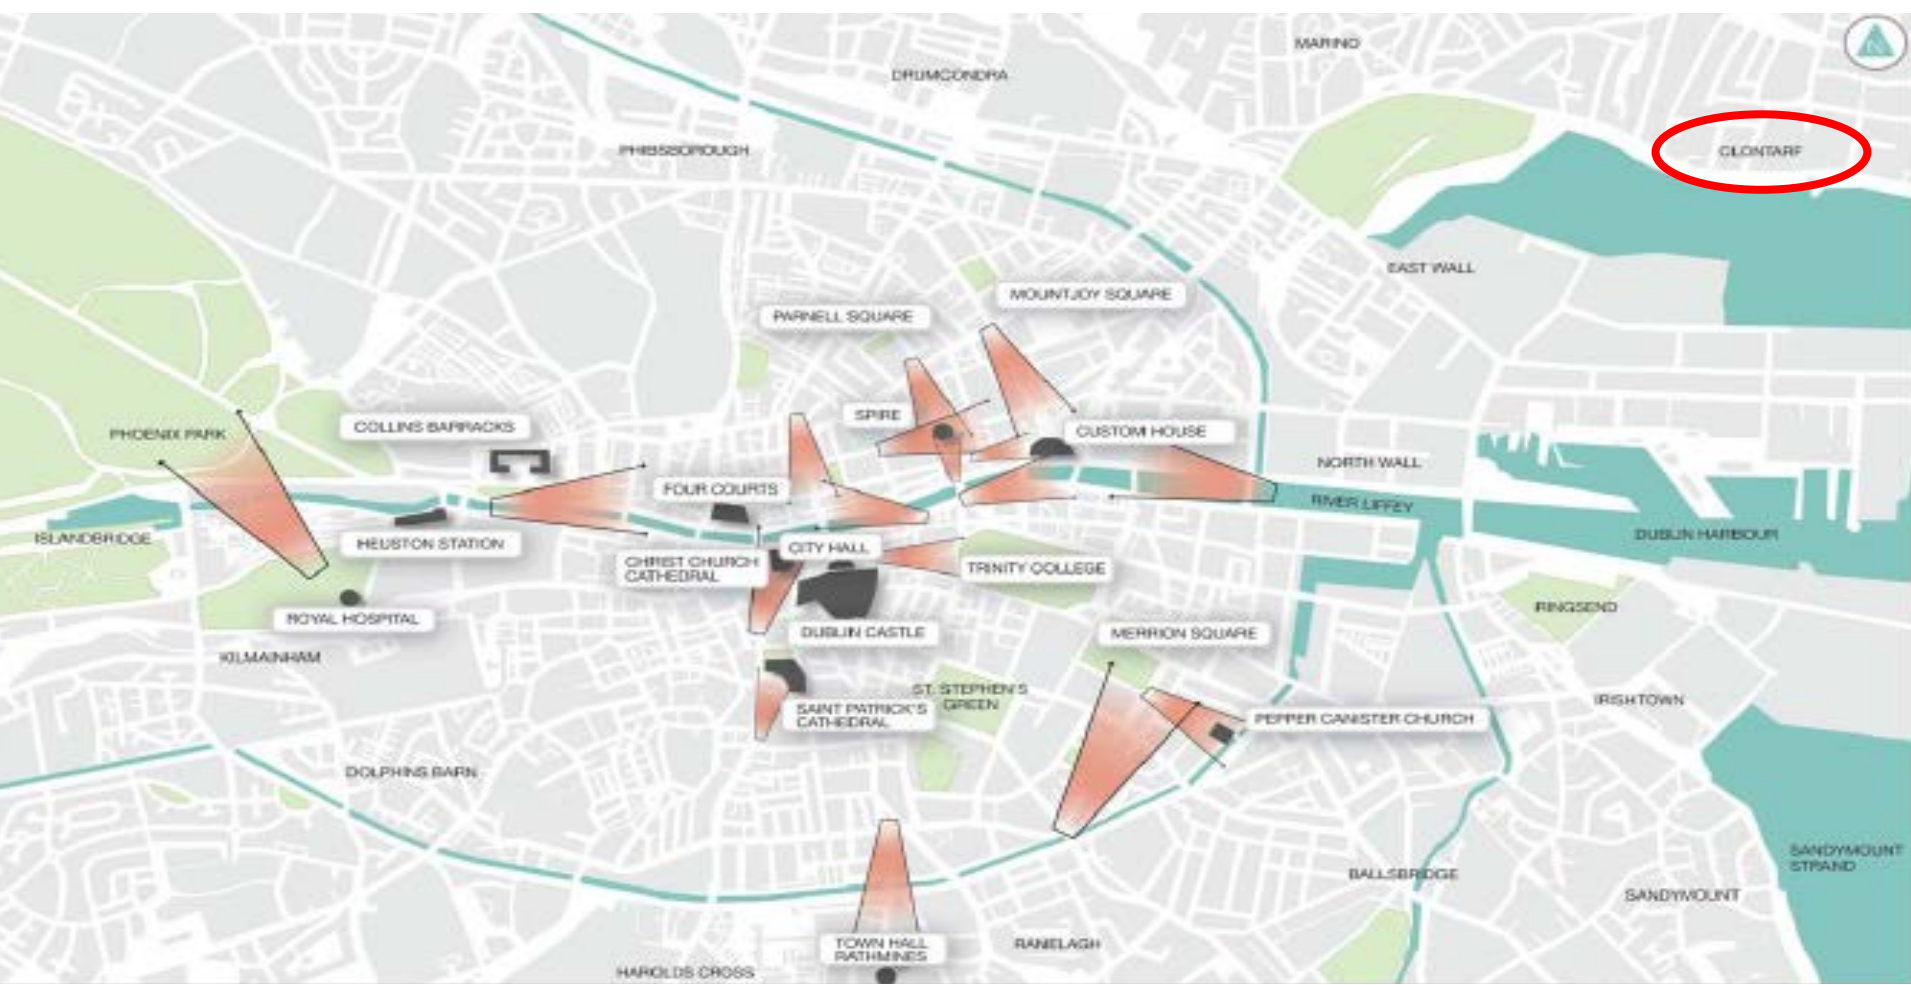 MARINO
N
DRUMCONDRA
PHIBSBOROUGH
CLONTARF
EAST WALL
MOUNTJOY SQUARE
PARNELL SQUARE
SPIRE
COLLINS BARRACKS
PHOENIX PARK
CUSTOM HOUSE
NORTH WALL
FOUR COURTS
RIVER LIFFEY
DUBLIN HARBOUR
ISLANDBRIDGE
HEUSTON STATION
CITY HALL
CHRIST CHURCH
CATHEDRAL
TRINITY COLLEGE
RINGSEND
ROYAL HOSPITAL
DUBLIN CASTLE
MERRION SQUARE
KILMAINHAM
ST. STEPHEN'S
GREEN
IRISHTOWN
SAINT PATRICK'S
CATHEDRAL
PEPPER CANISTER CHURCH
DOLPHINS BARN
SANDYMOUNT
STRAND
BALLSBRIDGE
SANDYMOUNT
TOWN HALL
RATHMINES
RANELAGH
HAROLDS CROSS